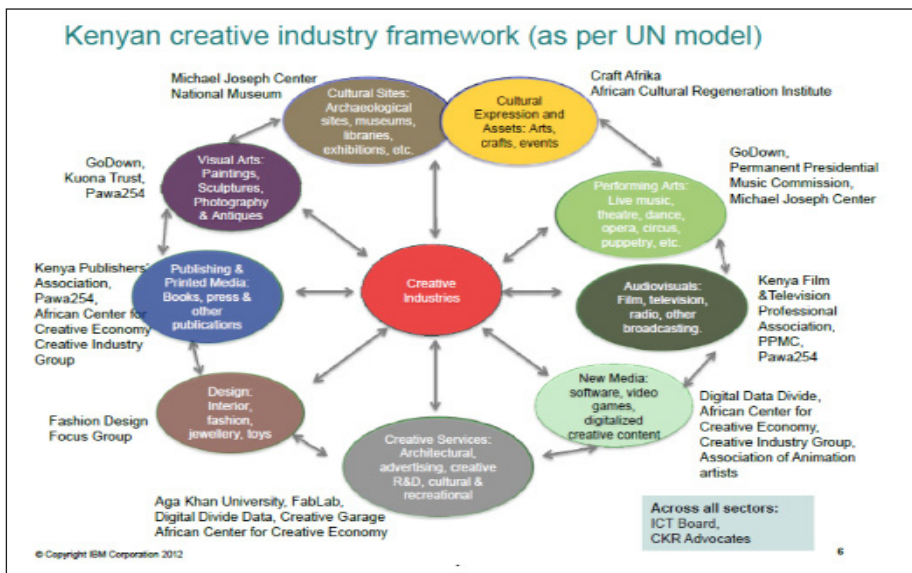 Kenyan creative industry framework (as per UN model)
Michael Joseph Center
National Museum
Cultural Sites:
Archaeological
sites, museums,
libraries,
exhibitions, etc.
Cultural
Expression and
Assets: Arts,
crafts, events
Craft Afrika
African Cultural Regeneration Institute
GoDown,
Kuona Trust,
Pawa254
Visual Arts:
Paintings,
Sculptures,
Photography
& Antiques
Performing Arts:
Live music,
theatre, dance,
opera, circus,
puppetry, etc.
GoDown,
Permanent Presidential
Music Commission,
Michael Joseph Center
Kenya Publishers'
Association,
Pawa254,
African Center for
Creative Economy
Creative Industry
Group
Publishing &
Printed Media:
Books, press &
other
publications
Creative
Industries
Audiovisuals:
Film, television,
radio, other
broadcasting.
Kenya Film
&Television
Professional
Association,
PPMC,
Pawa254
Fashion Design
Focus Group
Design:
Interior,
fashion,
jewellery, toys
Creative Services:
Architectural,
advertising, creative
R&D, cultural &
recreational
New Media:
software, video
games,
digitalized
creative content
Digital Data Divide,
African Center for
Creative Economy,
Creative Industry Group,
Association of Animation
artists
Aga Khan University, FabLab,
Digital Divide Data, Creative Garage
African Center for Creative Economy
Across all sectors:
ICT Board,
CKR Advocates
© Copyright IBM Corporation 2012
6